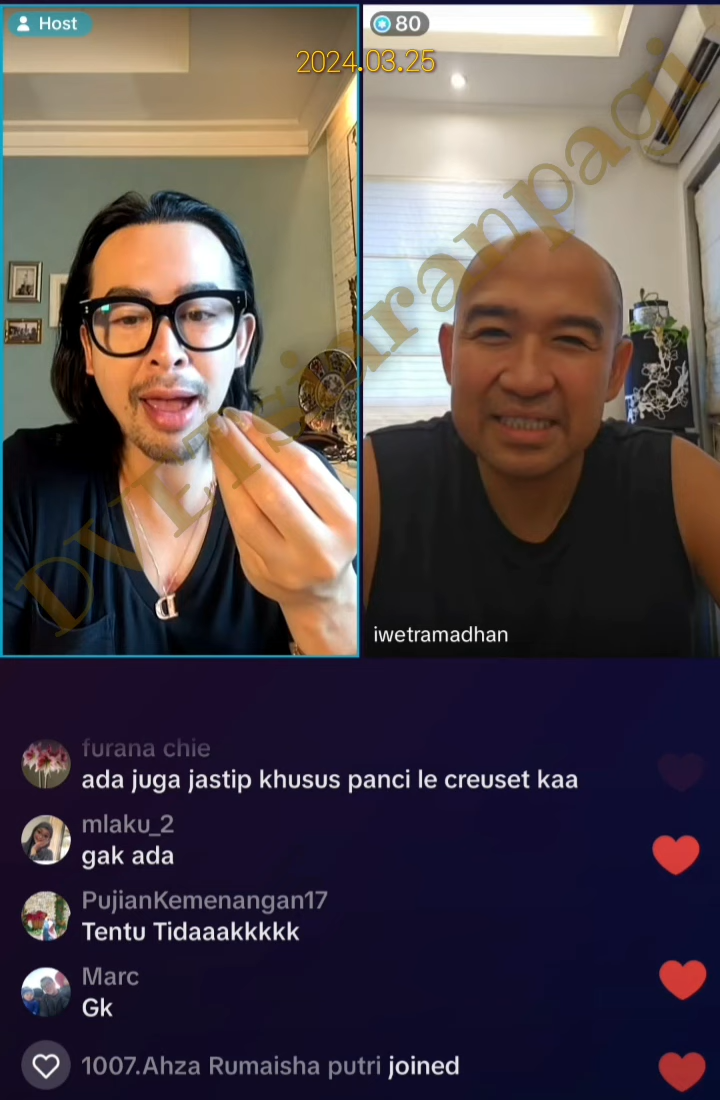 Host
80
2024.03.25
DVETsiaranpagi
iwetramadhan
furana chie
ada juga jastip khusus panci le creuset kaa
mlaku_2
gak ada
PujianKemenangan17
Tentu Tidaaakkkkk
Marc
Gk
1007.Ahza Rumaisha putri joined